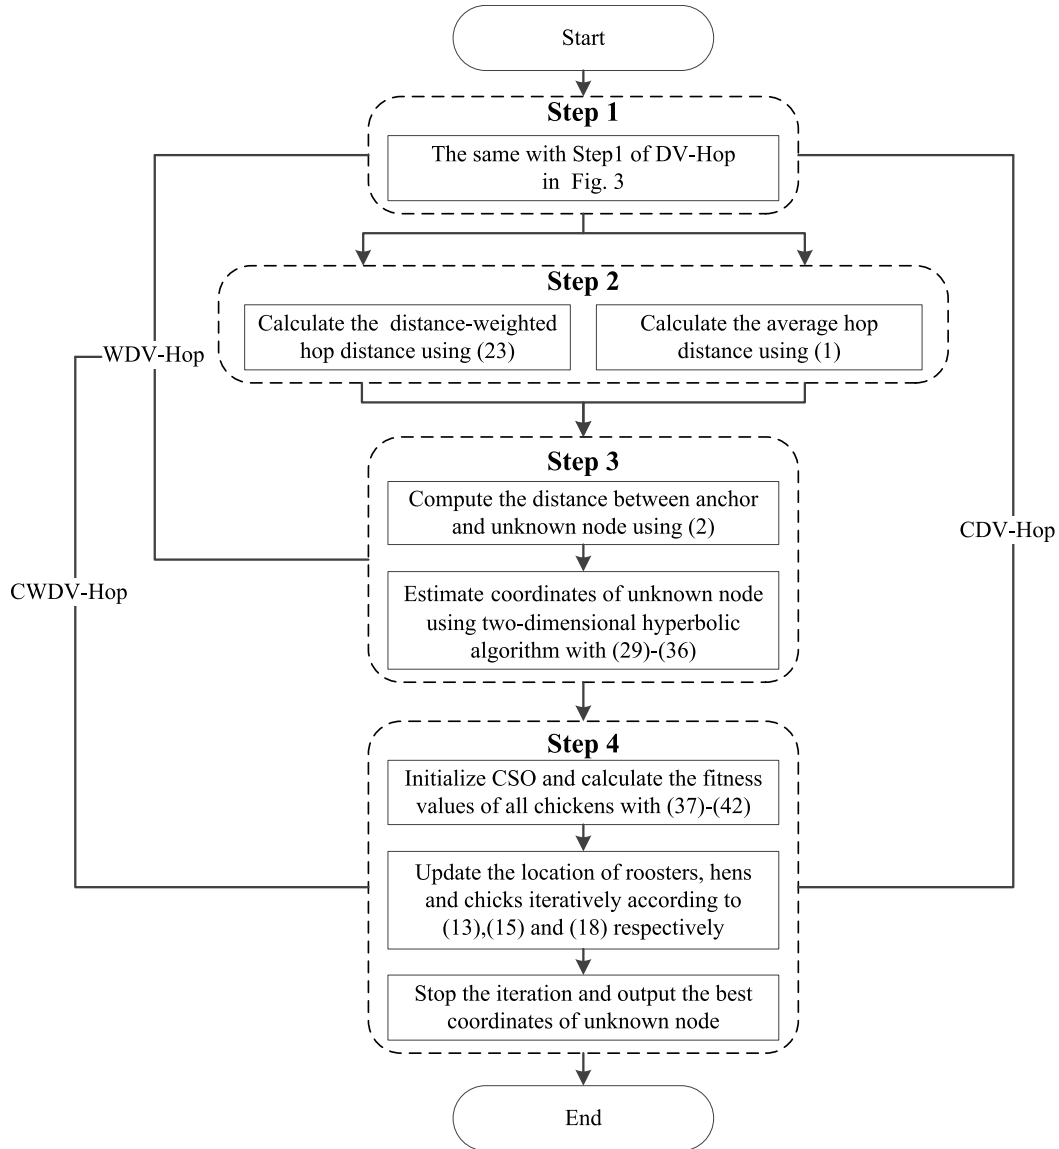 Start
Step 1
The same with Step1 of DV-Hop
in Fig. 3
Step 2
Calculate the distance-weighted
hop distance using (23)
Calculate the average hop
distance using (1)
WDV-Hop
Step 3
Compute the distance between anchor
and unknown node using (2)
CDV-Hop
CWDV-Hop
Estimate coordinates of unknown node
using two-dimensional hyperbolic
algorithm with (29)-(36)
Step 4
Initialize CSO and calculate the fitness
values of all chickens with (37)-(42)
Update the location of roosters, hens
and chicks iteratively according to
(13),(15) and (18) respectively
Stop the iteration and output the best
coordinates of unknown node
End